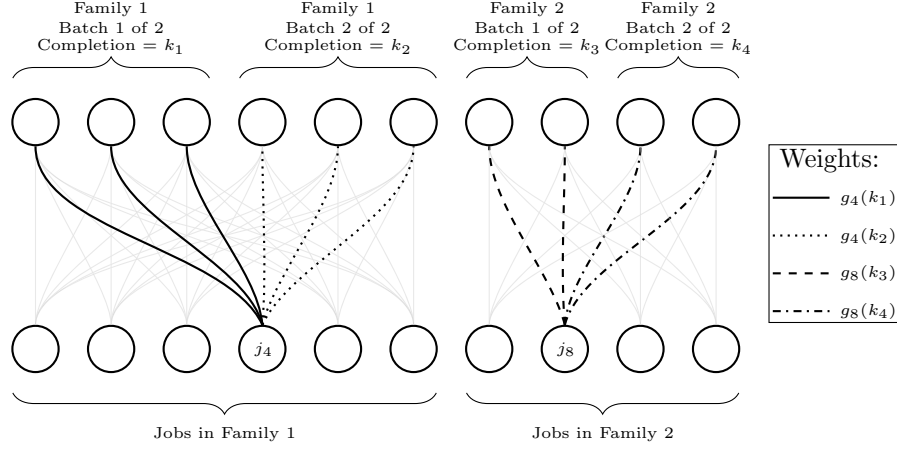 Family 1
Batch 1 of 2
Completion = k₁
Family 1
Batch 2 of 2
Completion = k₂
Family 2
Batch 1 of 2
Completion = k₃
Family 2
Batch 2 of 2
Completion = k₄
Weights:
g₄(k₁)
g₄(k₂)
g₈(k₃)
g₈(k₄)
j₄
j₈
Jobs in Family 1
Jobs in Family 2